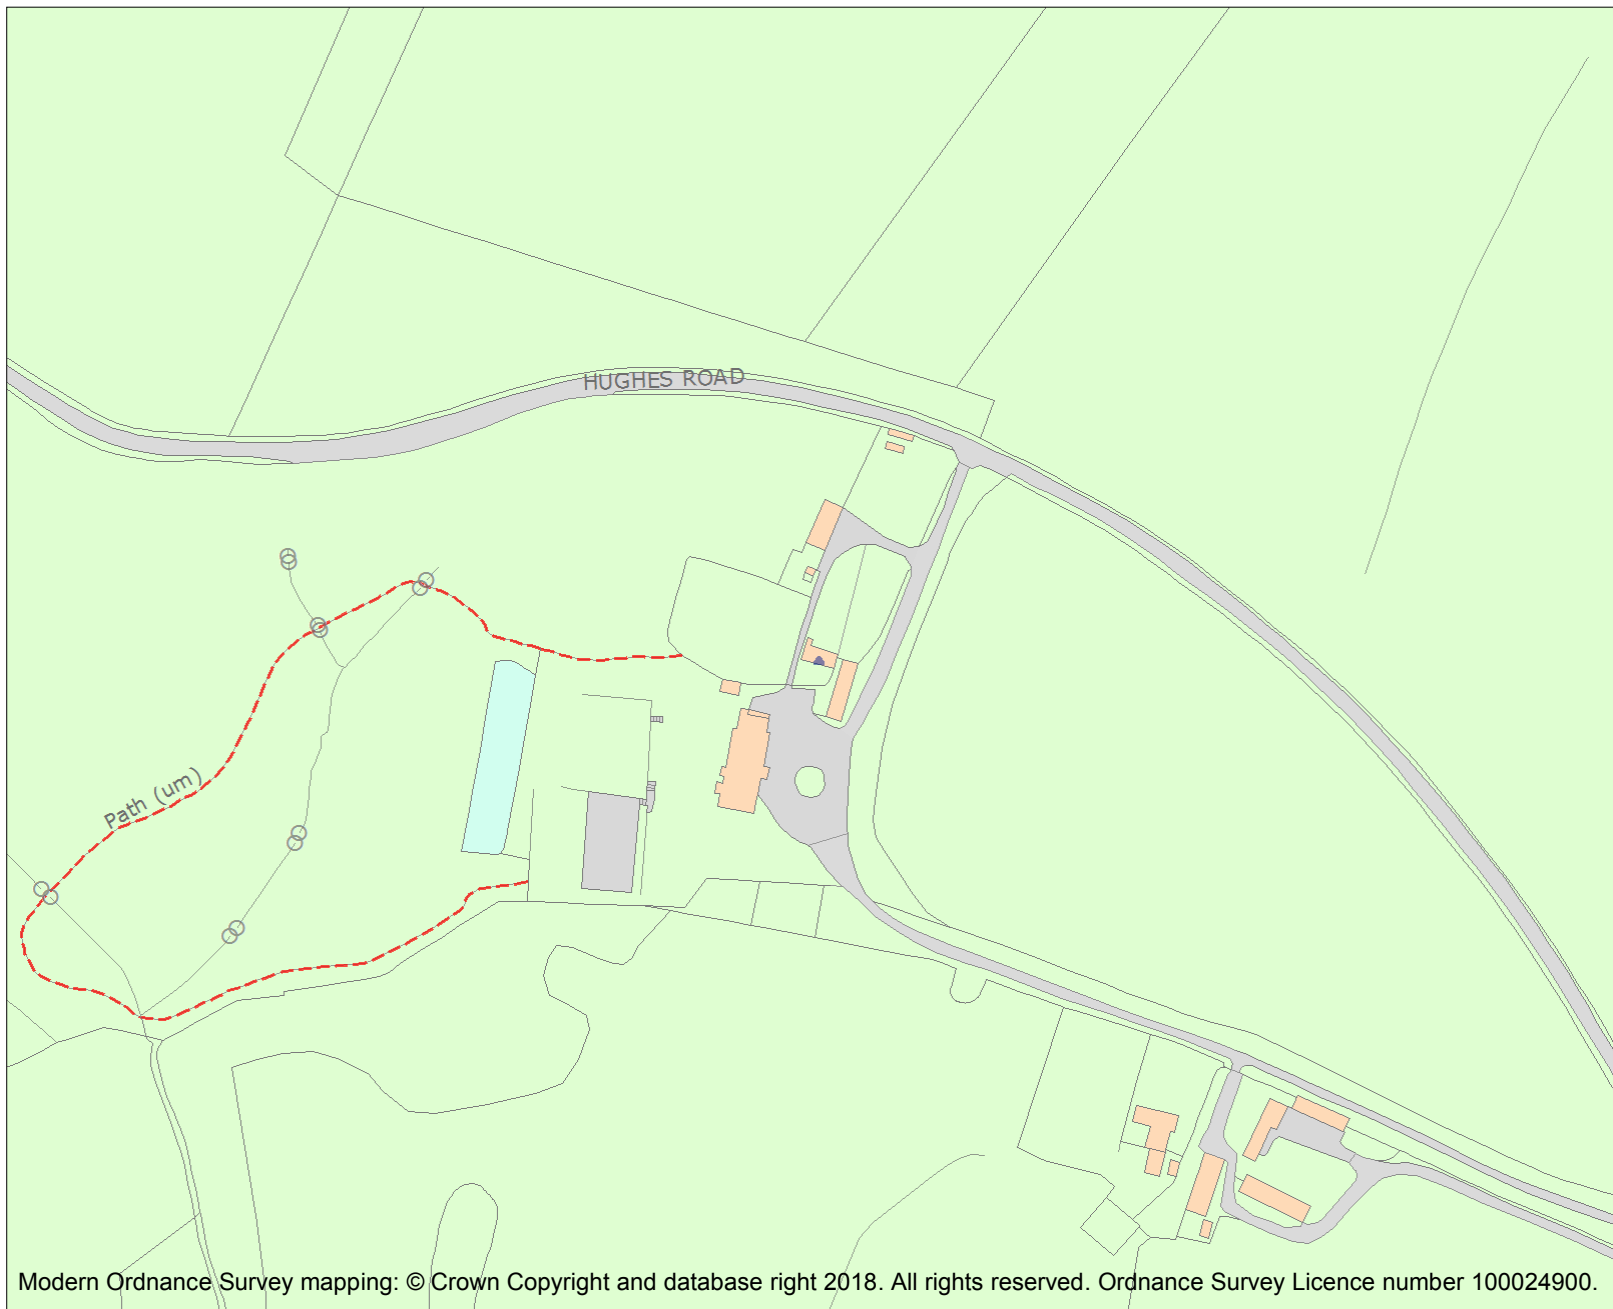 HUGHES ROAD
Path (um)
Modern Ordnance Survey mapping: © Crown Copyright and database right 2018. All rights reserved. Ordnance Survey Licence number 100024900.